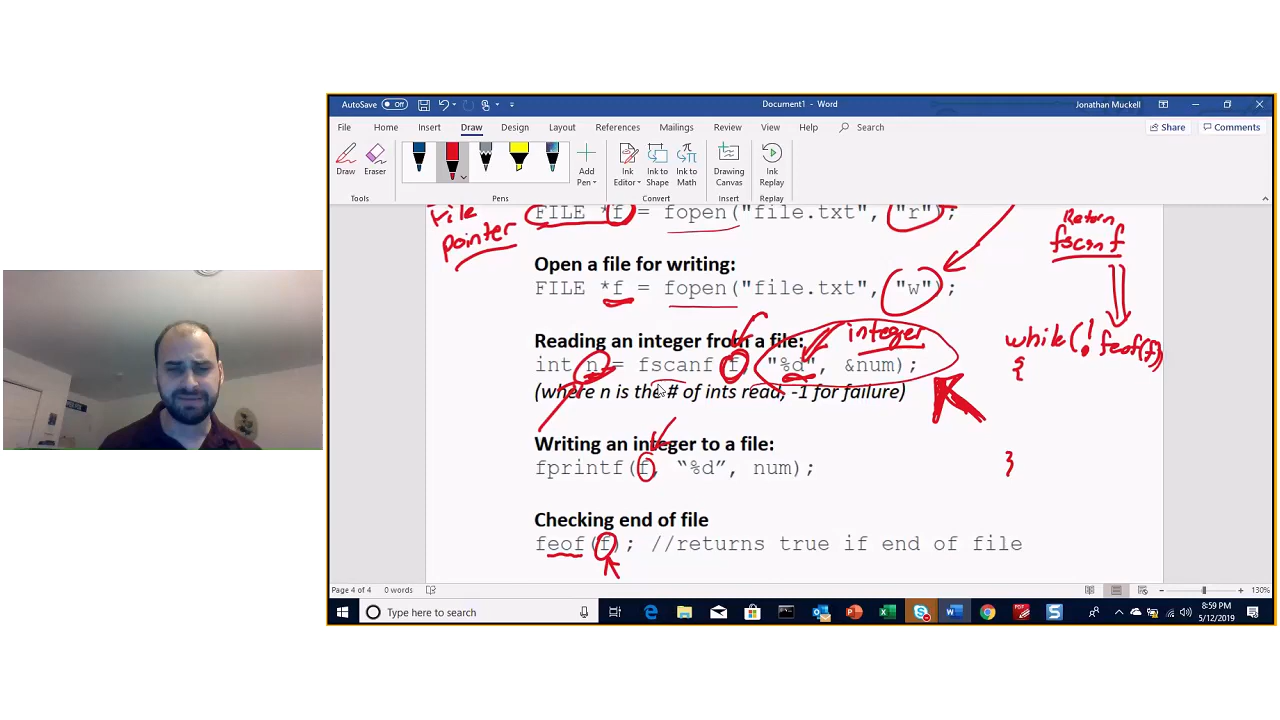 AutoSave Off Document1 - Word Jonathan Muckell
File Home Insert Draw Design Layout References Mailings Review View Help Search Share Comments
Draw Eraser Add Pen Ink Editor Ink to Shape Ink to Math Drawing Canvas Ink Replay
Tools Pens Convert Insert Replay
File
pointer
FILE *f = fopen("file.txt", "r");
Return
fscanf
Open a file for writing:
FILE *f = fopen("file.txt", "w");
Reading an integer from a file:
integer
int n = fscanf(f, "%d", &num);
(where n is the # of ints read, -1 for failure)
while(! feof(f))
{
}
Writing an integer to a file:
fprintf(f, “%d”, num);
Checking end of file
feof(f); //returns true if end of file
Page 4 of 4 0 words 130%
Type here to search 8:59 PM
5/12/2019